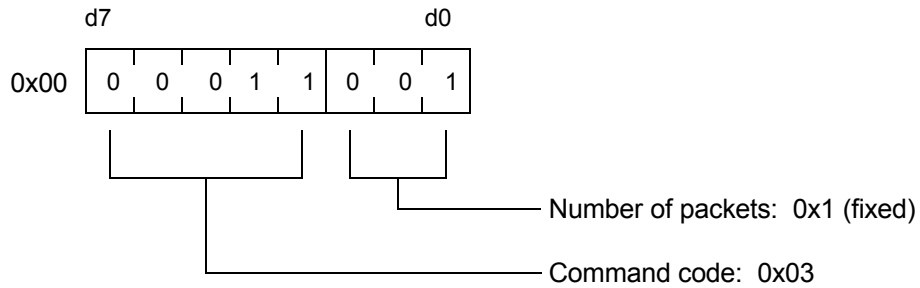 d7 d0
0x00 0 0 0 1 1 0 0 1
Number of packets: 0x1 (fixed)
Command code: 0x03